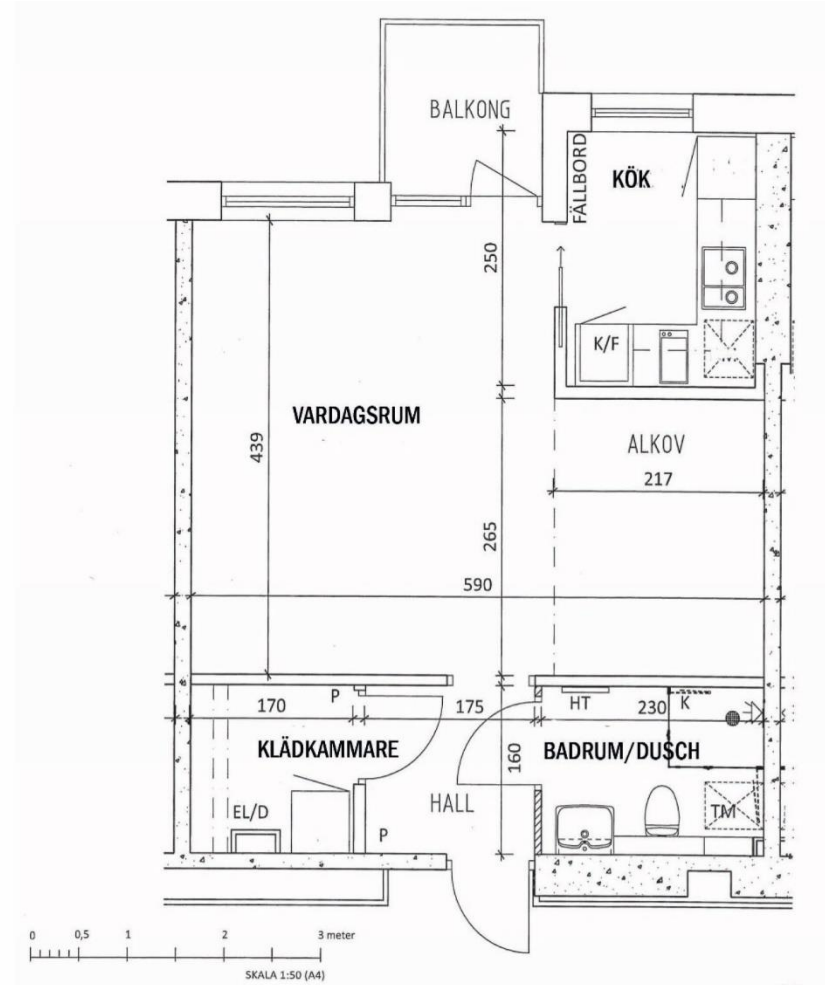 BALKONG
FÄLLBORD
KÖK
250
K/F
VARDAGSRUM
439
ALKOV
217
265
590
170
P
175
HT
230
K
KLÄDKAMMARE
160
BADRUM/DUSCH
EL/D
HALL
TM
P
0 0,5 1 2 3 meter
SKALA 1:50 (A4)